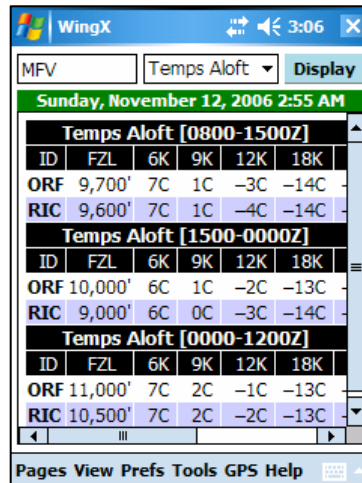 WingX 3:06
MFV Temps Aloft Display
Sunday, November 12, 2006 2:55 AM
Temps Aloft [0800-1500Z]
ID FZL 6K 9K 12K 18K
ORF 9,700' 7C 1C −3C −14C −
RIC 9,600' 7C 1C −4C −14C −
Temps Aloft [1500-0000Z]
ID FZL 6K 9K 12K 18K
ORF 10,000' 6C 1C −2C −13C −
RIC 9,000' 6C 0C −3C −14C −
Temps Aloft [0000-1200Z]
ID FZL 6K 9K 12K 18K
ORF 11,000' 7C 2C −1C −13C −
RIC 10,500' 7C 2C −2C −13C −
Pages View Prefs Tools GPS Help